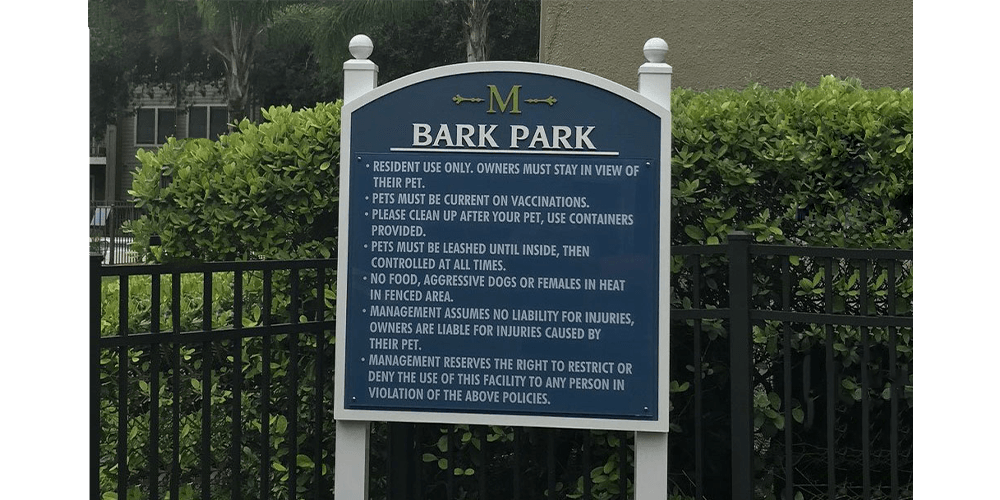 M
BARK PARK
• RESIDENT USE ONLY. OWNERS MUST STAY IN VIEW OF
THEIR PET.
• PETS MUST BE CURRENT ON VACCINATIONS.
• PLEASE CLEAN UP AFTER YOUR PET, USE CONTAINERS
PROVIDED.
• PETS MUST BE LEASHED UNTIL INSIDE, THEN
CONTROLLED AT ALL TIMES.
• NO FOOD, AGGRESSIVE DOGS OR FEMALES IN HEAT
IN FENCED AREA.
• MANAGEMENT ASSUMES NO LIABILITY FOR INJURIES,
OWNERS ARE LIABLE FOR INJURIES CAUSED BY
THEIR PET.
• MANAGEMENT RESERVES THE RIGHT TO RESTRICT OR
DENY THE USE OF THIS FACILITY TO ANY PERSON IN
VIOLATION OF THE ABOVE POLICIES.